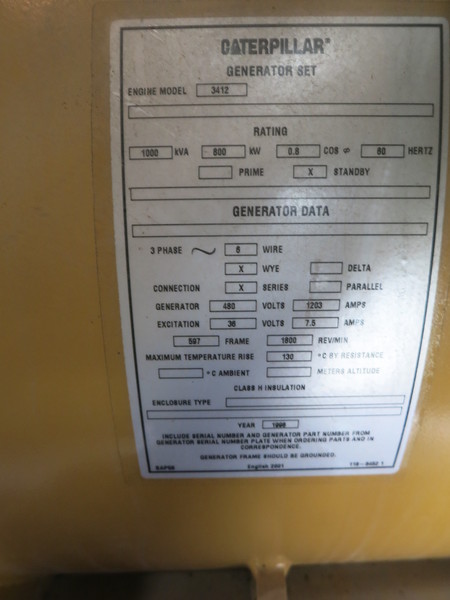 CATERPILLAR®
GENERATOR SET
ENGINE MODEL 3412
RATING
1000 kVA 800 kW 0.8 COS ⌀ 60 HERTZ
PRIME X STANDBY
GENERATOR DATA
3 PHASE ~ 6 WIRE
X WYE DELTA
CONNECTION X SERIES PARALLEL
GENERATOR 480 VOLTS 1203 AMPS
EXCITATION 36 VOLTS 7.5 AMPS
597 FRAME 1800 REV/MIN
MAXIMUM TEMPERATURE RISE 130 °C BY RESISTANCE
°C AMBIENT METERS ALTITUDE
CLASS H INSULATION
ENCLOSURE TYPE
YEAR
INCLUDE SERIAL NUMBER AND GENERATOR PART NUMBER FROM
GENERATOR SERIAL NUMBER PLATE WHEN ORDERING PARTS AND IN
CORRESPONDENCE.
GENERATOR FRAME SHOULD BE GROUNDED.
English